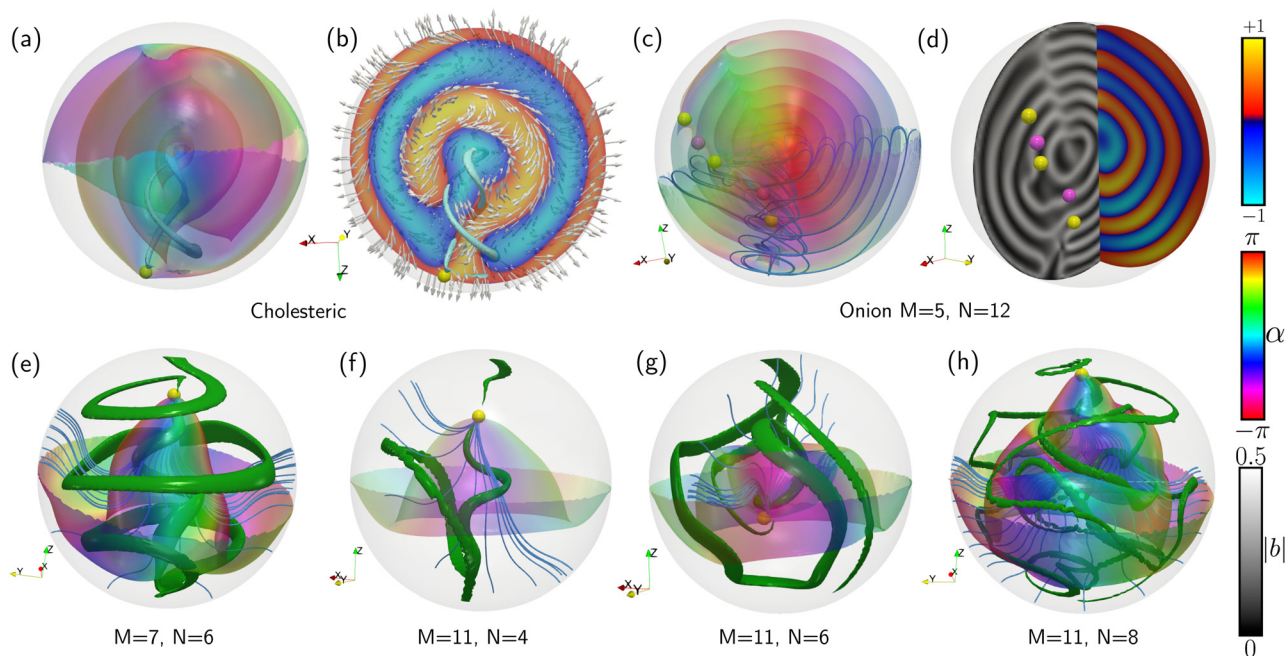 (a) (b) (c) (d)
+1
−1
X Y Z
Z X Y
Z X Y
Cholesteric
Onion M=5, N=12
π
α
−π
(e) (f) (g) (h)
0.5
|b|
0
Z X Y
Z X Y
Z X Y
Z X Y
M=7, N=6
M=11, N=4
M=11, N=6
M=11, N=8